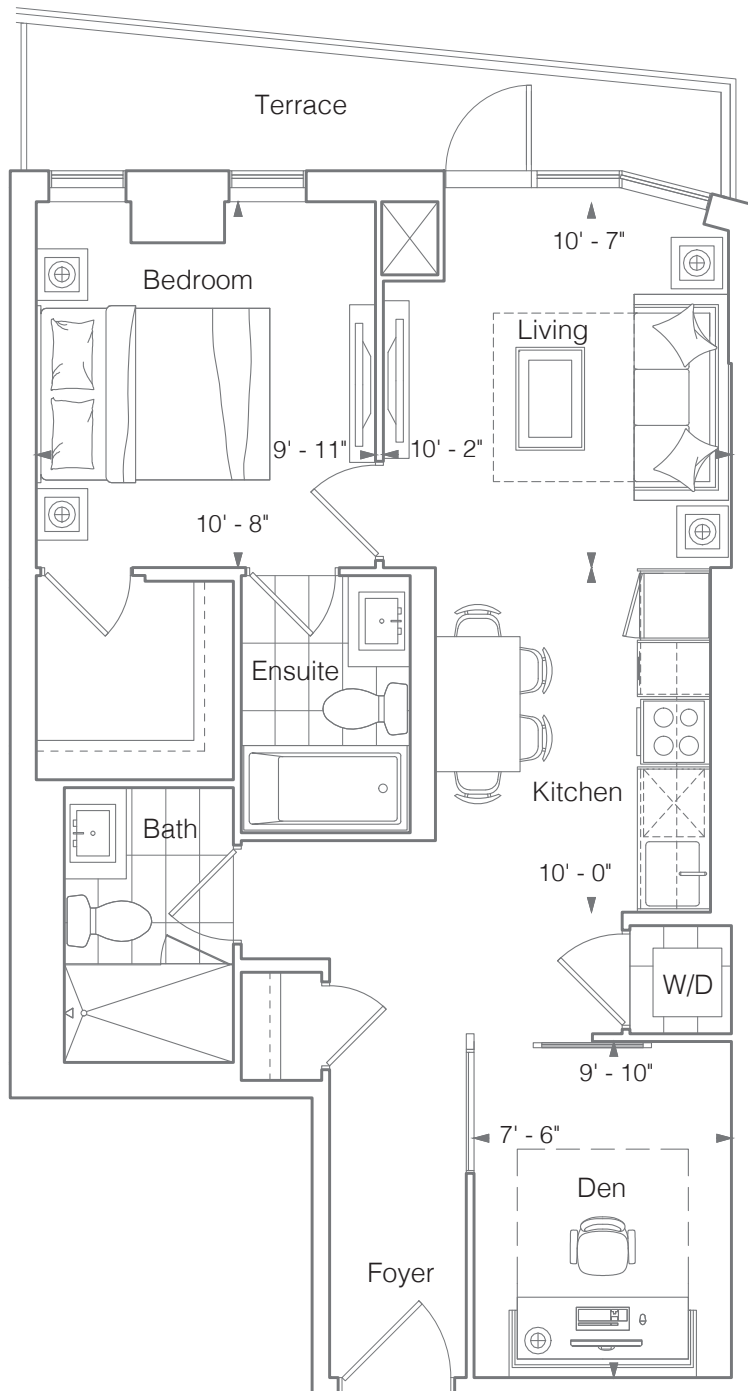 Terrace
10' - 7"
Bedroom
Living
9' - 11"
10' - 2"
10' - 8"
Ensuite
Kitchen
Bath
10' - 0"
W/D
9' - 10"
7' - 6"
Den
Foyer